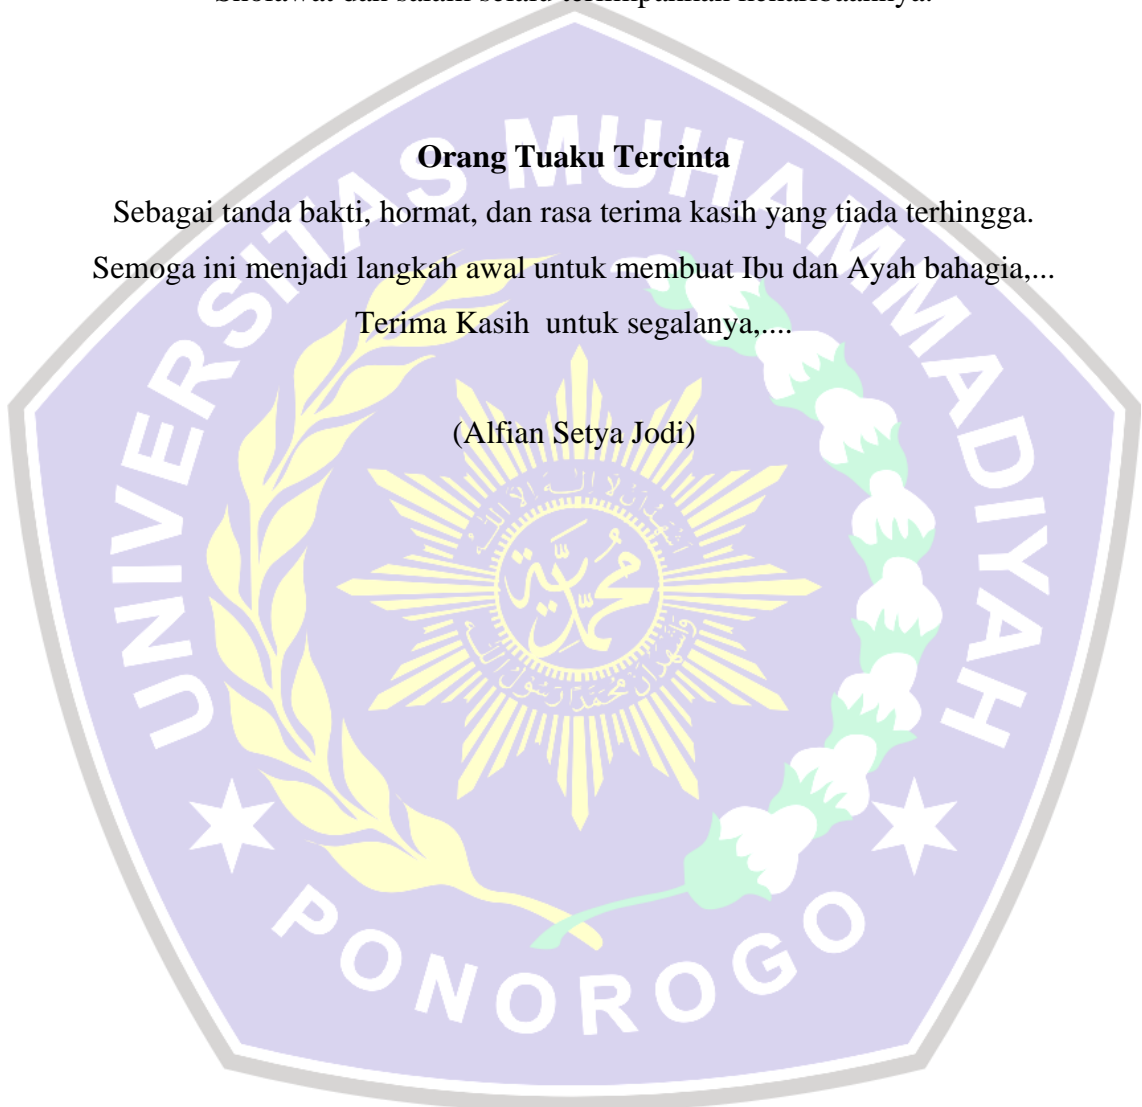 Orang Tuaku Tercinta
Sebagai tanda bakti, hormat, dan rasa terima kasih yang tiada terhingga.
Semoga ini menjadi langkah awal untuk membuat Ibu dan Ayah bahagia,...
Terima Kasih  untuk segalanya,....
(Alfian Setya Jodi)
UNIVERSITAS MUHAMMADIYAH
PONOROGO
محمدية